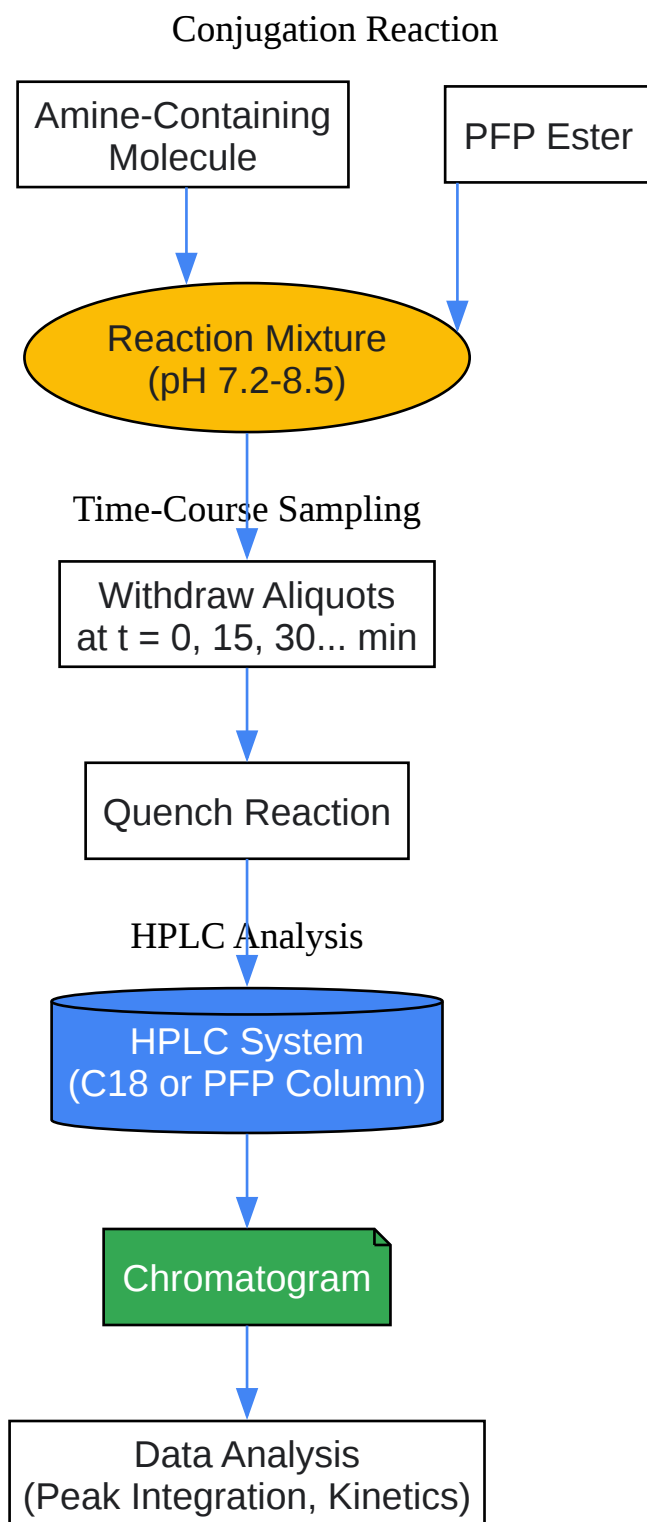 Conjugation Reaction
Amine-Containing
Molecule
PFP Ester
Reaction Mixture
(pH 7.2-8.5)
Time-Course Sampling
Withdraw Aliquots
at t = 0, 15, 30... min
Quench Reaction
HPLC Analysis
HPLC System
(C18 or PFP Column)
Chromatogram
Data Analysis
(Peak Integration, Kinetics)